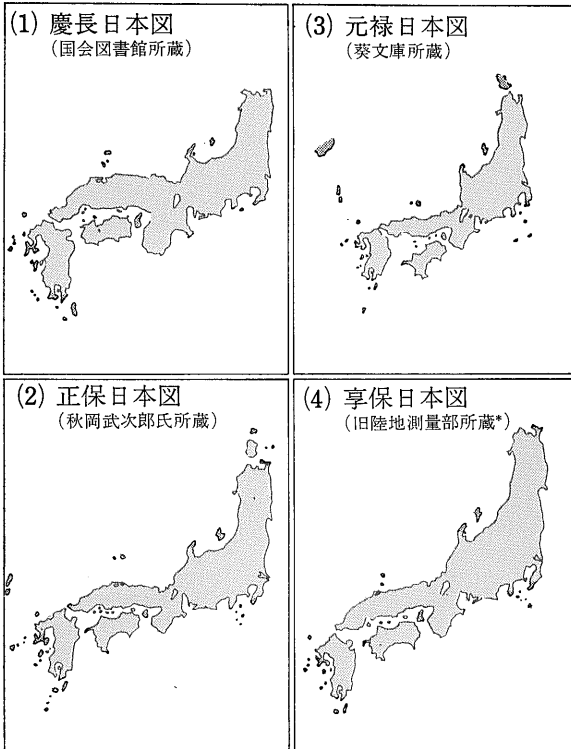 (1) 慶長日本図
(国会図書館所蔵)
(3) 元禄日本図
(葵文庫所蔵)
(2) 正保日本図
(秋岡武次郎氏所蔵)
(4) 享保日本図
(旧陸地測量部所蔵*)